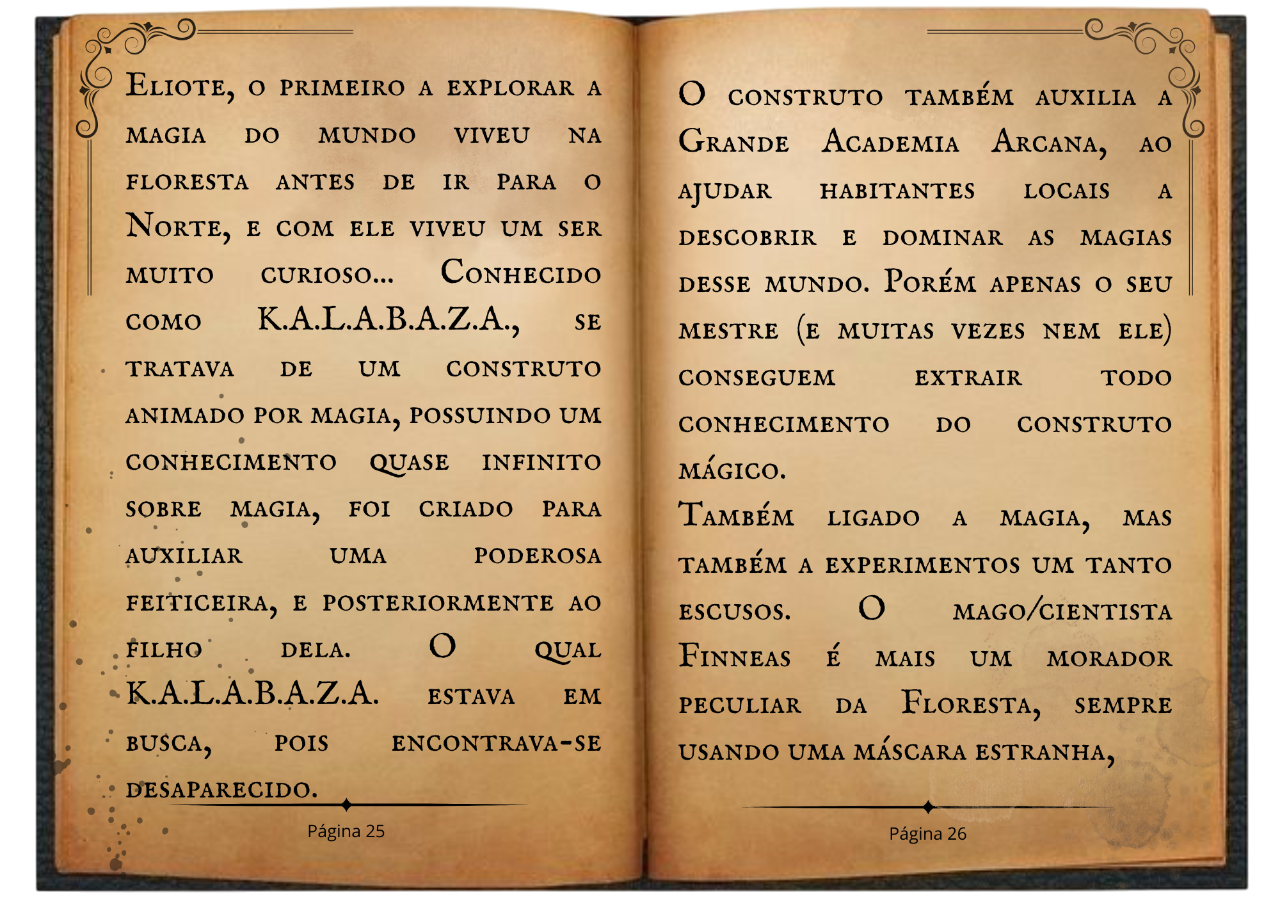 Eliote, o primeiro a explorar a
magia do mundo viveu na
floresta antes de ir para o
Norte, e com ele viveu um ser
muito curioso... Conhecido
como K.A.L.A.B.A.Z.A., se
tratava de um construto
animado por magia, possuindo um
conhecimento quase infinito
sobre magia, foi criado para
auxiliar uma poderosa
feiticeira, e posteriormente ao
filho dela. O qual
K.A.L.A.B.A.Z.A. estava em
busca, pois encontrava-se
desaparecido.
Página 25
O construto também auxilia a
Grande Academia Arcana, ao
ajudar habitantes locais a
descobrir e dominar as magias
desse mundo. Porém apenas o seu
mestre (e muitas vezes nem ele)
conseguem extrair todo
conhecimento do construto
mágico.
Também ligado a magia, mas
também a experimentos um tanto
escusos. O mago/cientista
Finneas é mais um morador
peculiar da Floresta, sempre
usando uma máscara estranha,
Página 26